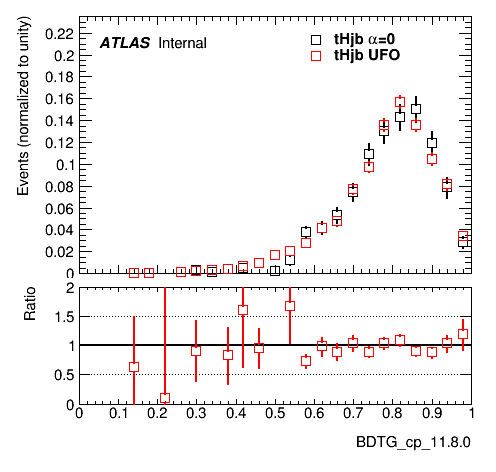 ATLAS Internal
tHjb α=0
tHjb UFO
Events (normalized to unity)
0.22
0.2
0.18
0.16
0.14
0.12
0.1
0.08
0.06
0.04
0.02
0
Ratio
2
1.5
1
0.5
0
0 0.1 0.2 0.3 0.4 0.5 0.6 0.7 0.8 0.9 1
BDTG_cp_11.8.0